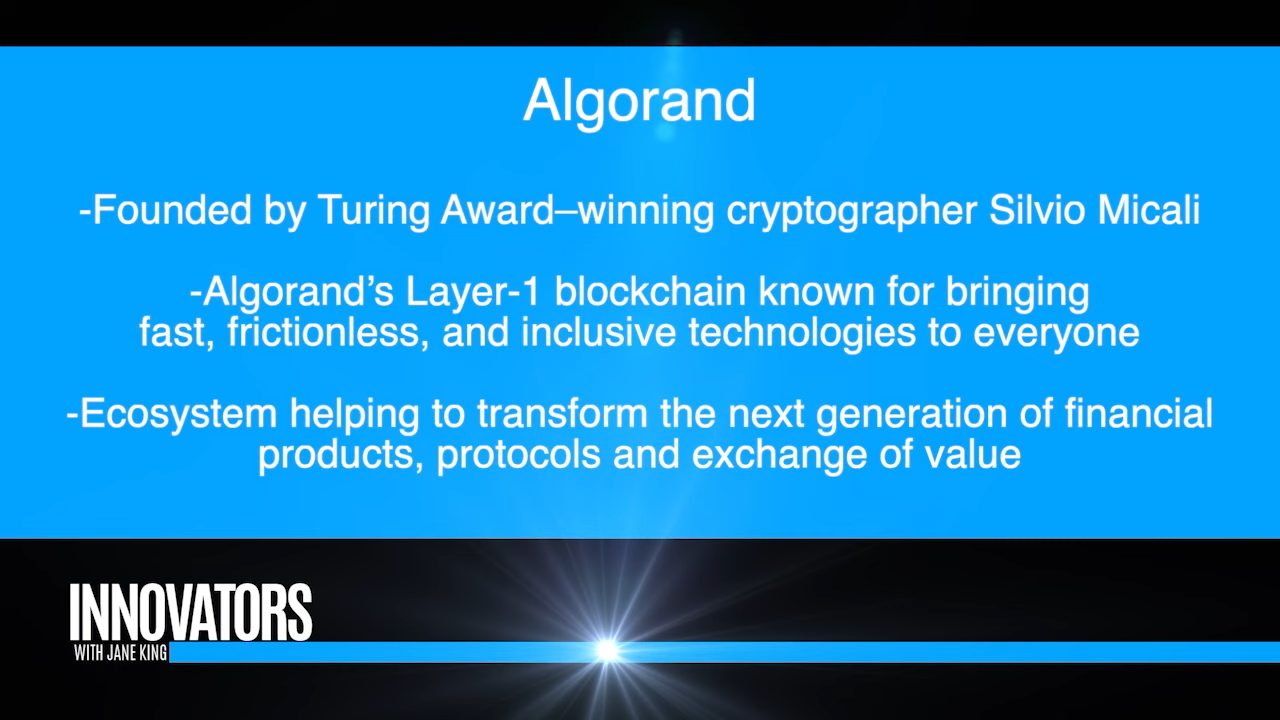 Algorand
-Founded by Turing Award–winning cryptographer Silvio Micali
-Algorand’s Layer-1 blockchain known for bringing
fast, frictionless, and inclusive technologies to everyone
-Ecosystem helping to transform the next generation of financial
products, protocols and exchange of value
INNOVATORS
WITH JANE KING